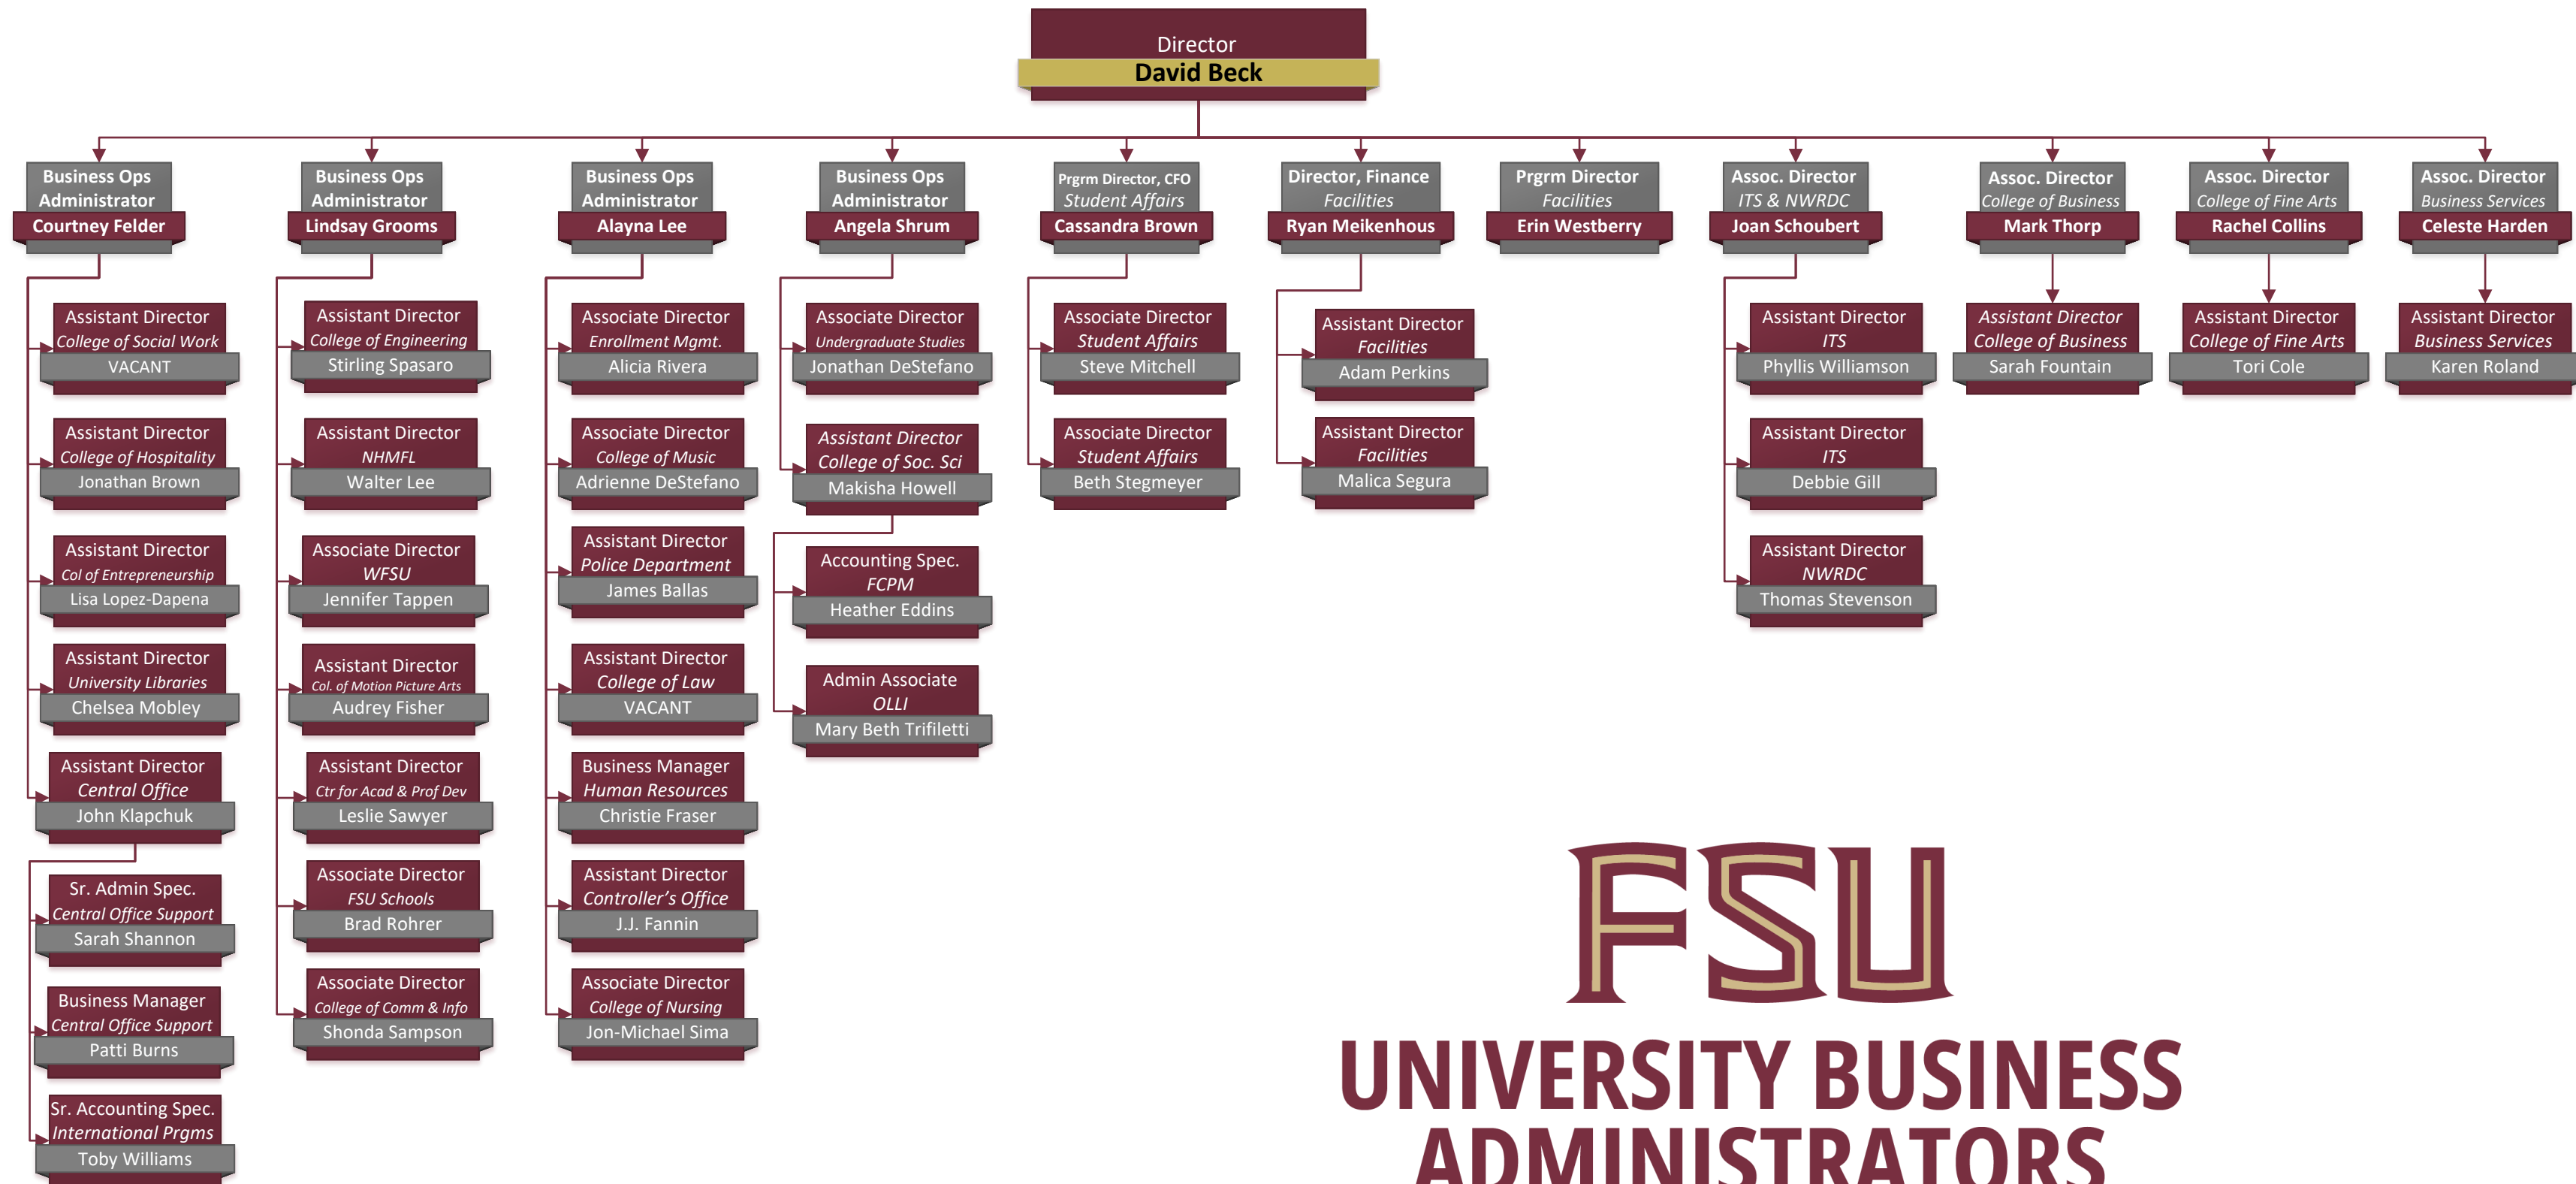 Director
David Beck
Business Ops
Administrator
Courtney Felder
Business Ops
Administrator
Lindsay Grooms
Business Ops
Administrator
Alayna Lee
Business Ops
Administrator
Angela Shrum
Prgrm Director, CFO
Student Affairs
Cassandra Brown
Director, Finance
Facilities
Ryan Meikenhous
Prgrm Director
Facilities
Erin Westberry
Assoc. Director
ITS & NWRDC
Joan Schoubert
Assoc. Director
College of Business
Mark Thorp
Assoc. Director
College of Fine Arts
Rachel Collins
Assoc. Director
Business Services
Celeste Harden
Assistant Director
College of Social Work
VACANT
Assistant Director
College of Hospitality
Jonathan Brown
Assistant Director
Col of Entrepreneurship
Lisa Lopez-Dapena
Assistant Director
University Libraries
Chelsea Mobley
Assistant Director
Central Office
John Klapchuk
Sr. Admin Spec.
Central Office Support
Sarah Shannon
Business Manager
Central Office Support
Patti Burns
Sr. Accounting Spec.
International Prgms
Toby Williams
Assistant Director
College of Engineering
Stirling Spasaro
Assistant Director
NHMFL
Walter Lee
Associate Director
WFSU
Jennifer Tappen
Assistant Director
Col. of Motion Picture Arts
Audrey Fisher
Assistant Director
Ctr for Acad & Prof Dev
Leslie Sawyer
Associate Director
FSU Schools
Brad Rohrer
Associate Director
College of Comm & Info
Shonda Sampson
Associate Director
Enrollment Mgmt.
Alicia Rivera
Associate Director
College of Music
Adrienne DeStefano
Assistant Director
Police Department
James Ballas
Assistant Director
College of Law
VACANT
Business Manager
Human Resources
Christie Fraser
Assistant Director
Controller’s Office
J.J. Fannin
Associate Director
College of Nursing
Jon-Michael Sima
Associate Director
Undergraduate Studies
Jonathan DeStefano
Assistant Director
College of Soc. Sci
Makisha Howell
Accounting Spec.
FCPM
Heather Eddins
Admin Associate
OLLI
Mary Beth Trifiletti
Associate Director
Student Affairs
Steve Mitchell
Associate Director
Student Affairs
Beth Stegmeyer
Assistant Director
Facilities
Adam Perkins
Assistant Director
Facilities
Malica Segura
Assistant Director
ITS
Phyllis Williamson
Assistant Director
ITS
Debbie Gill
Assistant Director
NWRDC
Thomas Stevenson
Assistant Director
College of Business
Sarah Fountain
Assistant Director
College of Fine Arts
Tori Cole
Assistant Director
Business Services
Karen Roland
FSU
UNIVERSITY BUSINESS
ADMINISTRATORS